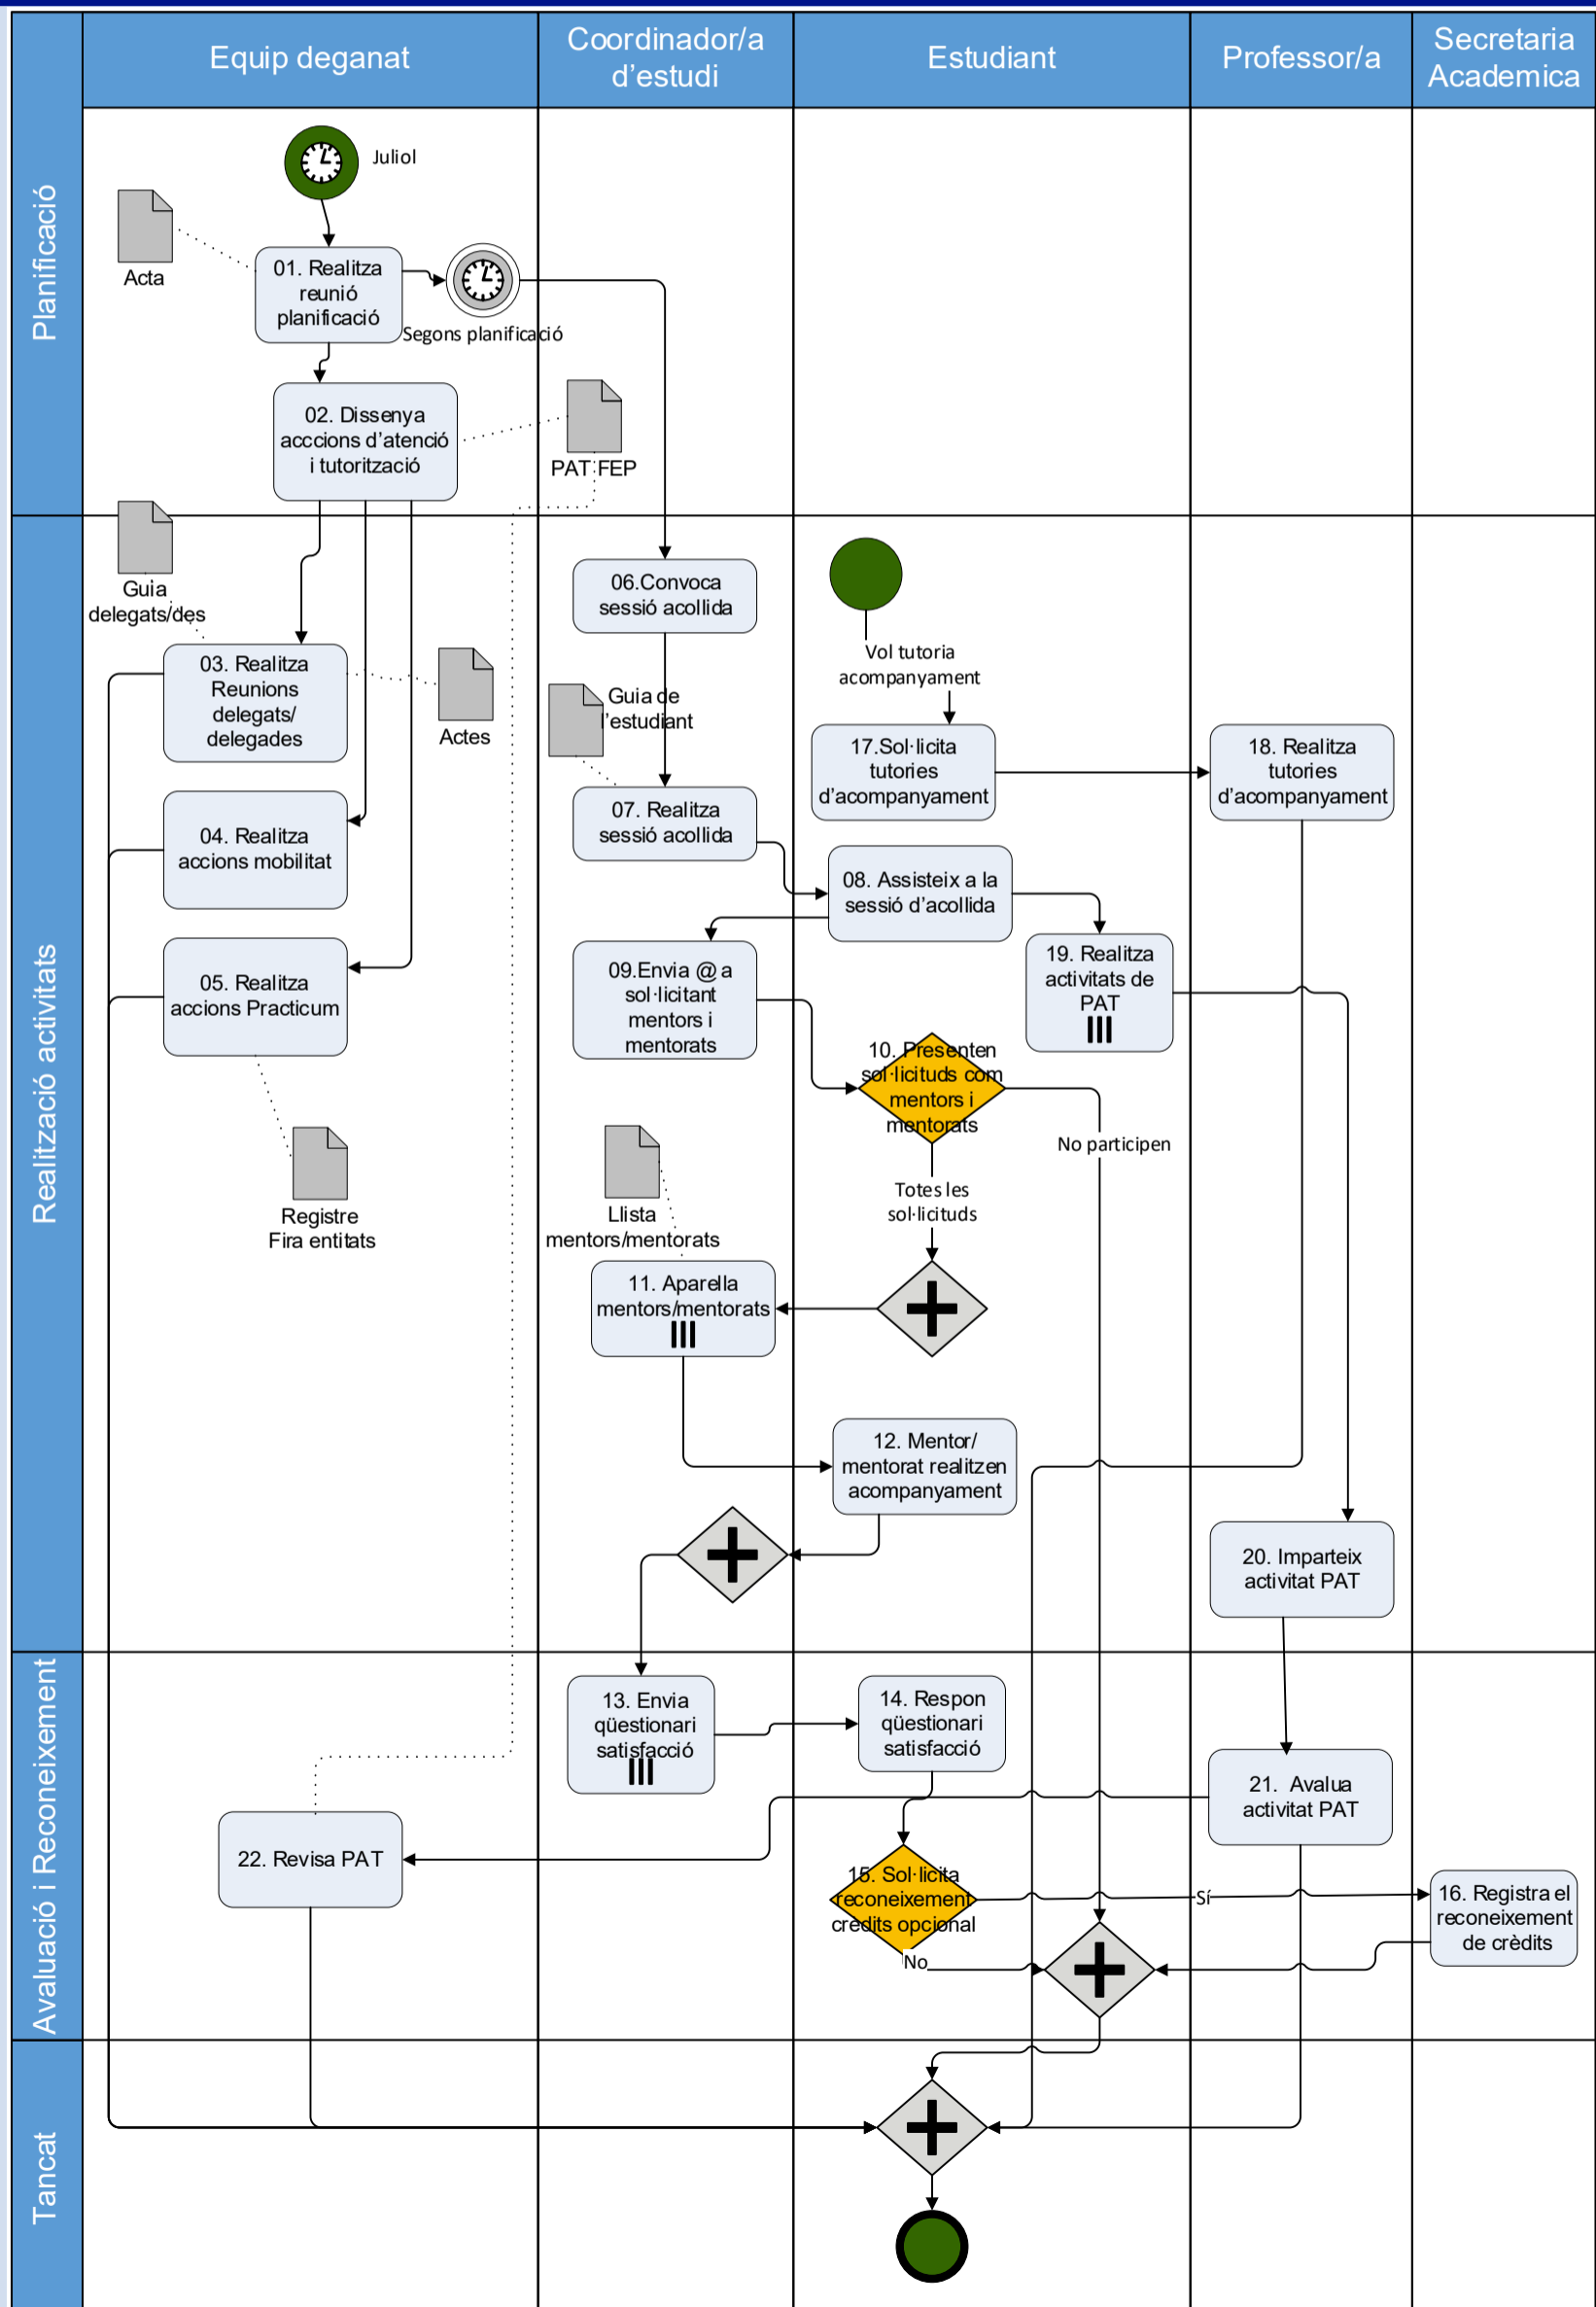 Equip deganat
Coordinador/a
d’estudi
Estudiant
Professor/a
Secretaria
Academica
Planificació
Juliol
Acta
01. Realitza
reunió
planificació
Segons planificació
02. Dissenya
acccions d’atenció
i tutorització
PAT FEP
Realització activitats
Guia
delegats/des
03. Realitza
Reunions
delegats/
delegades
Actes
04. Realitza
accions mobilitat
05. Realitza
accions Practicum
Registre
Fira entitats
06.Convoca
sessió acollida
Guia de
l’estudiant
07. Realitza
sessió acollida
Vol tutoria
acompanyament
17.Sol·licita
tutories
d’acompanyament
18. Realitza
tutories
d’acompanyament
08. Assisteix a la
sessió d’acollida
09.Envia @ a
sol·licitant
mentors i
mentorats
19. Realitza
activitats de
PAT
10. Presenten
sol·licituds com
mentors i
mentorats
No participen
Totes les
sol·licituds
Llista
mentors/mentorats
11. Aparella
mentors/mentorats
12. Mentor/
mentorat realitzen
acompanyament
20. Imparteix
activitat PAT
Avaluació i Reconeixement
13. Envia
qüestionari
satisfacció
14. Respon
qüestionari
satisfacció
21. Avalua
activitat PAT
22. Revisa PAT
15. Sol·licita
reconeixement
crèdits opcional
Sí
No
16. Registra el
reconeixement
de crèdits
Tancat